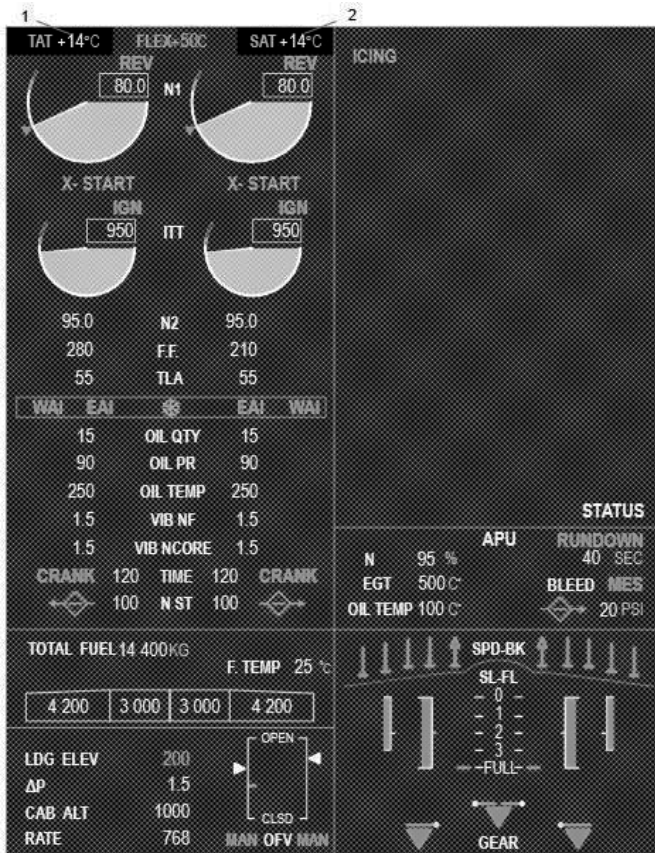 1 2
TAT +14°C FLEX+50C SAT +14°C
REV REV
80.0 N1 80.0
X- START X- START
IGN IGN
950 ITT 950
95.0 N2 95.0
280 F.F. 210
55 TLA 55
WAI EAI EAI WAI
15 OIL QTY 15
90 OIL PR 90
250 OIL TEMP 250
1.5 VIB NF 1.5
1.5 VIB NCORE 1.5
CRANK 120 TIME 120 CRANK
100 N ST 100
TOTAL FUEL 14 400 KG
F. TEMP 25 °c
4 200 3 000 3 000 4 200
OPEN
LDG ELEV 200
ΔP 1.5
CAB ALT 1000
CLSD
RATE 768 MAN OFV MAN
ICING
STATUS
APU RUNDOWN
N 95 % 40 SEC
EGT 500 C° BLEED MES
OIL TEMP 100 C° 20 PSI
SPD-BK
SL-FL
0
1
2
3
FULL
GEAR